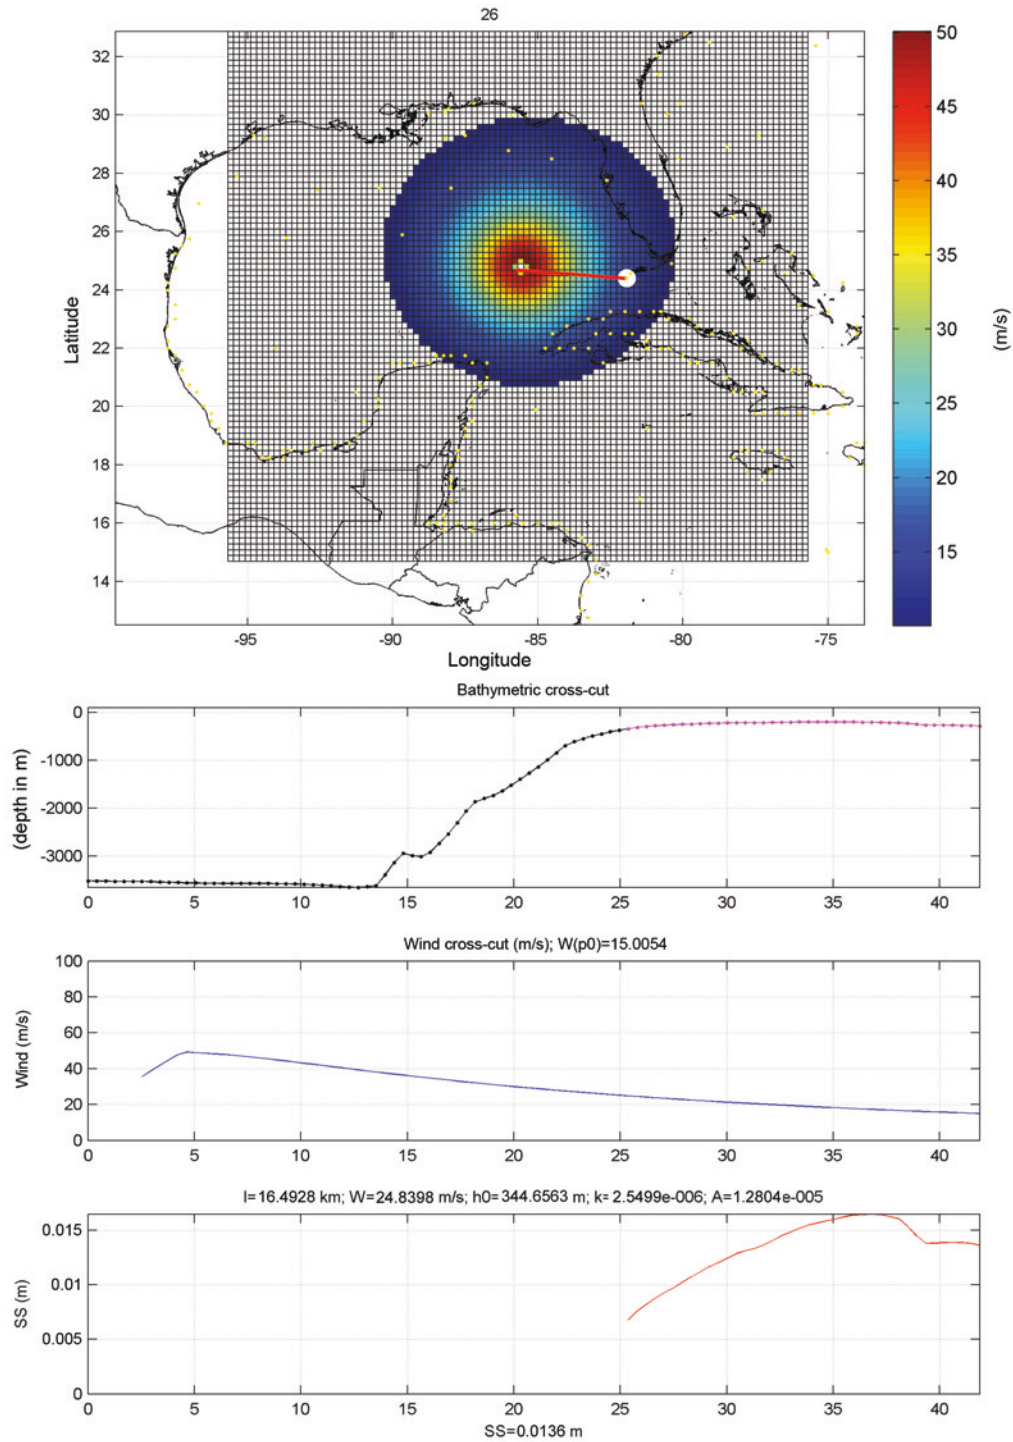 26
32
30
28
26
24
22
20
18
16
14
Latitude
-95
-90
-85
-80
-75
Longitude
50
45
40
35
30
25
20
15
(m/s)
Bathymetric cross-cut
0
-1000
-2000
-3000
(depth in m)
0 5 10 15 20 25 30 35 40
Wind cross-cut (m/s); W(p0)=15.0054
100
80
60
40
20
0
Wind (m/s)
0 5 10 15 20 25 30 35 40
l=16.4928 km; W=24.8398 m/s; h0=344.6563 m; k=2.5499e-006; A=1.2804e-005
0.015
0.01
0.005
0
SS (m)
0 5 10 15 20 25 30 35 40
SS=0.0136 m